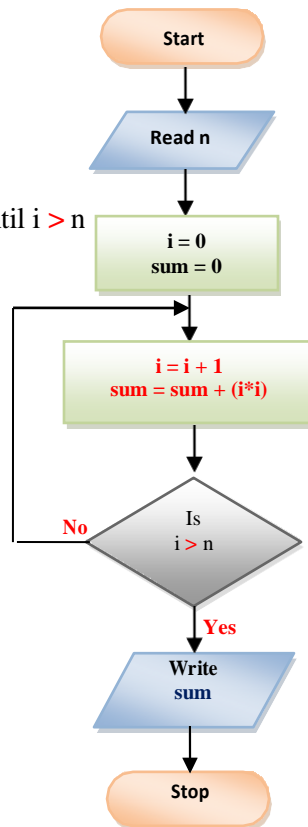 Start
Read n
til i > n
i = 0
sum = 0
i = i + 1
sum = sum + (i*i)
Is
i > n
No
Yes
Write
sum
Stop